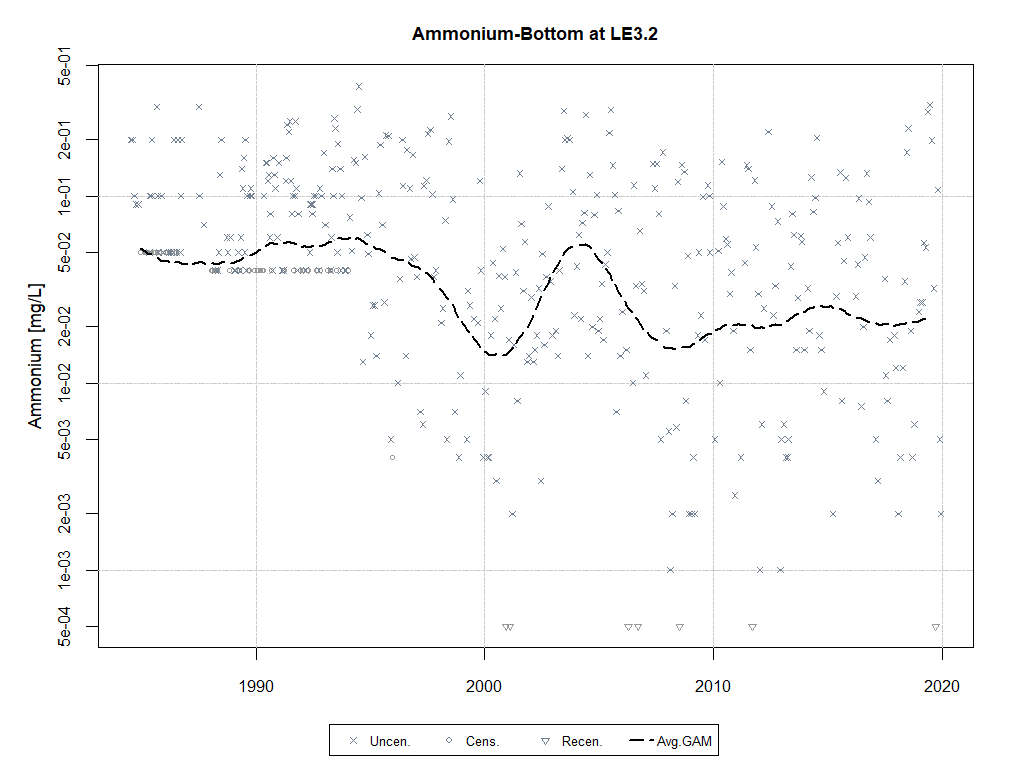 Ammonium-Bottom at LE3.2
Ammonium [mg/L]
5e-01
2e-01
1e-01
5e-02
2e-02
1e-02
5e-03
2e-03
1e-03
5e-04
1990 2000 2010 2020
Uncen. Cens. Recen. Avg.GAM